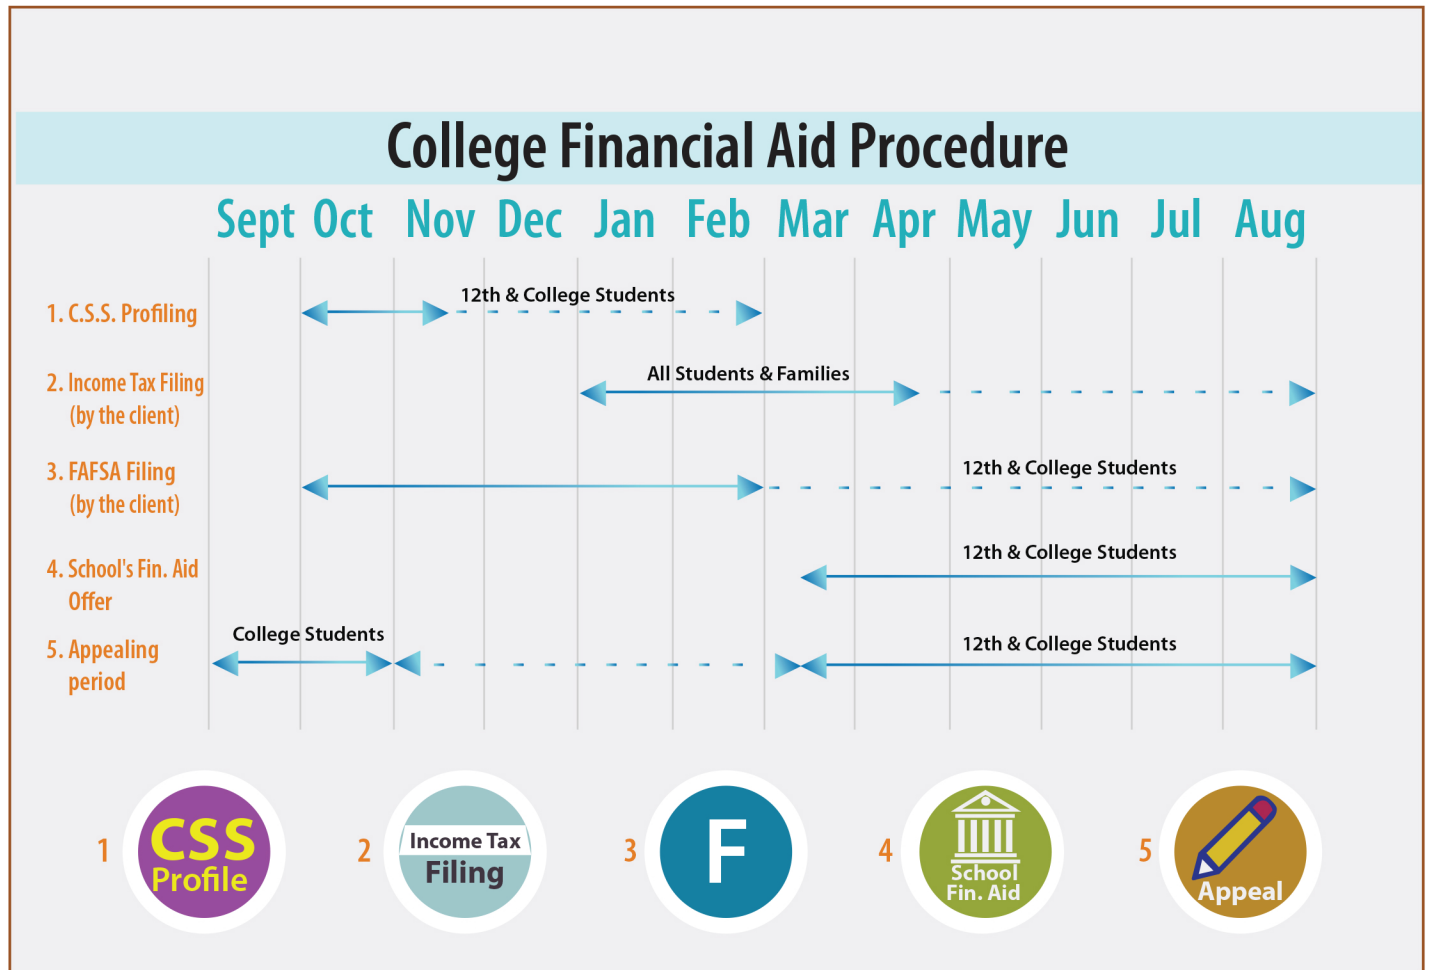 College Financial Aid Procedure
Sept Oct Nov Dec Jan Feb Mar Apr May Jun Jul Aug
1. C.S.S. Profiling
12th & College Students
2. Income Tax Filing
(by the client)
All Students & Families
3. FAFSA Filing
(by the client)
12th & College Students
4. School's Fin. Aid
Offer
12th & College Students
5. Appealing
period
College Students
12th & College Students
1
CSS
Profile
2
Income Tax
Filing
3
F
4
School
Fin. Aid
5
Appeal